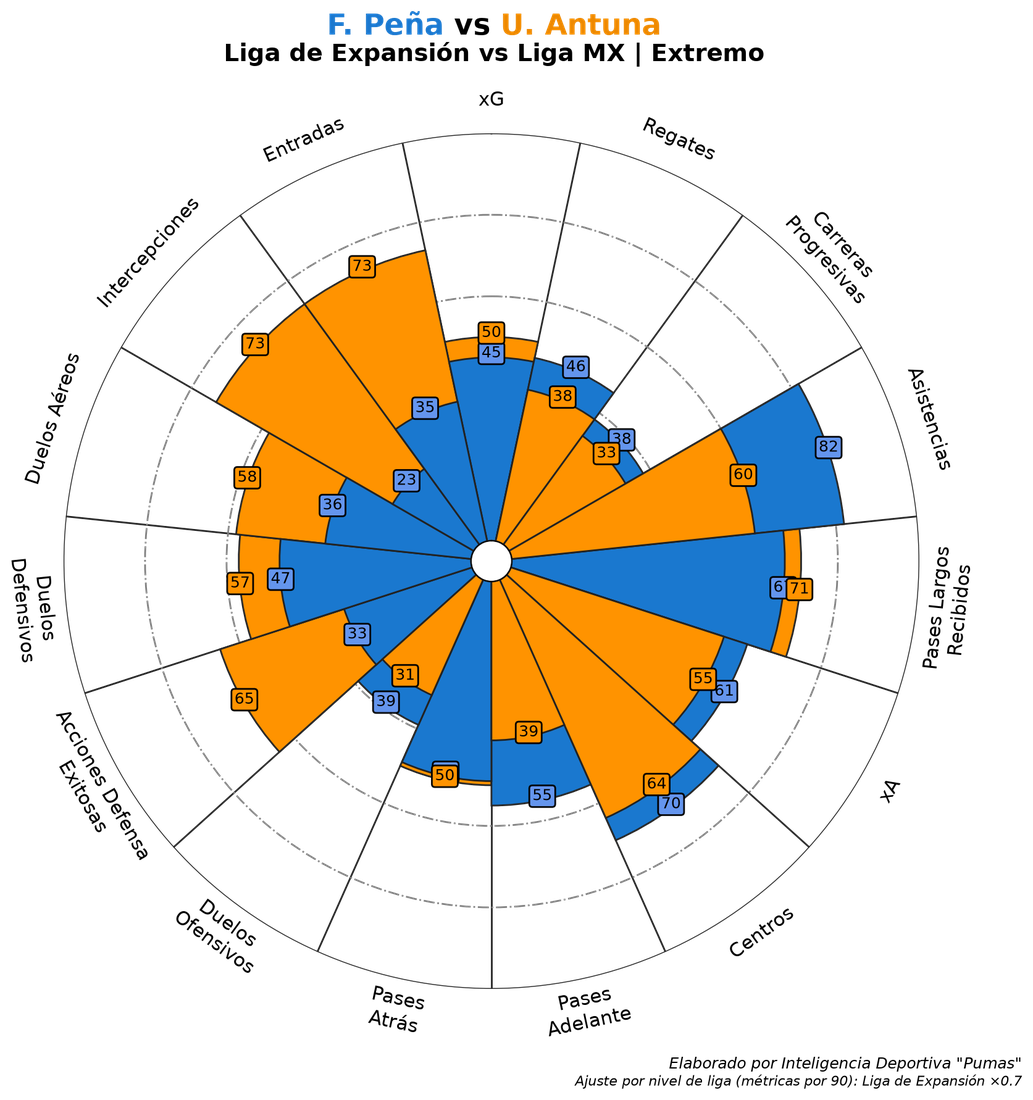 F. Peña vs U. Antuna
Liga de Expansión vs Liga MX | Extremo
xG
Regates
Carreras
Progresivas
Asistencias
Pases Largos
Recibidos
xA
Centros
Pases
Adelante
Pases
Atrás
Duelos
Ofensivos
Acciones Defensa
Exitosas
Duelos
Defensivos
Duelos Aéreos
Intercepciones
Entradas
50
45
46
38
38
33
82
60
71
55
61
64
70
39
55
50
31
39
33
65
47
57
36
58
23
73
35
73
Elaborado por Inteligencia Deportiva "Pumas"
Ajuste por nivel de liga (métricas por 90): Liga de Expansión ×0.7